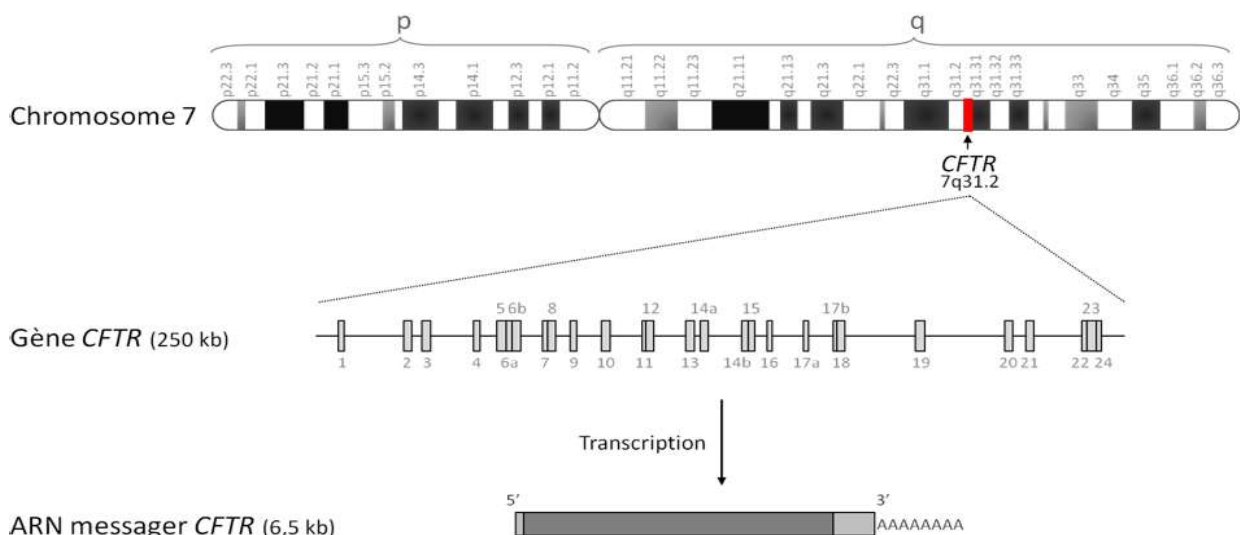 p q
p22.3 p22.1 p21.3 p21.2 p21.1 p15.3 p15.2 p14.3 p14.1 p12.3 p12.1 p11.2 q11.21 q11.22 q11.23 q21.11 q21.13 q21.3 q22.1 q22.3 q31.1 q31.2 q31.31 q31.32 q31.33 q33 q34 q35 q36.1 q36.2 q36.3
Chromosome 7
CFTR
7q31.2
5 6b 8 12 14a 15 17b 23
Gène CFTR (250 kb)
1 2 3 4 6a 7 9 10 11 13 14b 16 17a 18 19 20 21 22 24
Transcription
5′ 3′
ARN messager CFTR (6,5 kb) AAAAAAAA